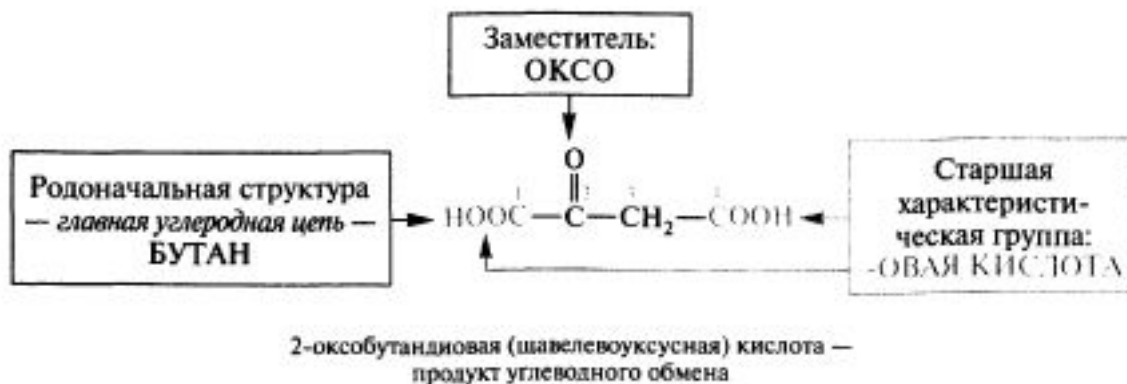 Заместитель:
ОКСО
Родоначальная структура
— главная углеродная цепь —
БУТАН
O
HOOC—C—CH₂—COOH
Старшая
характеристи-
ческая группа:
-ОВАЯ КИСЛОТА
2-оксобутандиовая (щавелевоуксусная) кислота —
продукт углеводного обмена